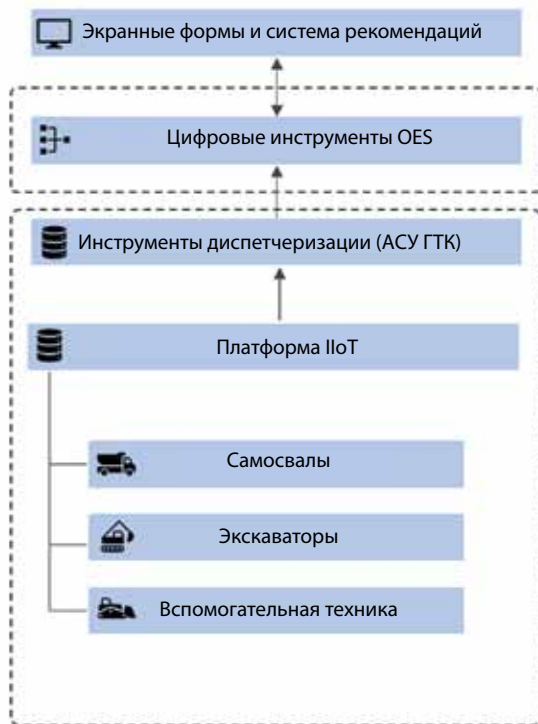 Экранные формы и система рекомендаций
Цифровые инструменты OES
Инструменты диспетчеризации (АСУ ГТК)
Платформа IIoT
Самосвалы
Экскаваторы
Вспомогательная техника